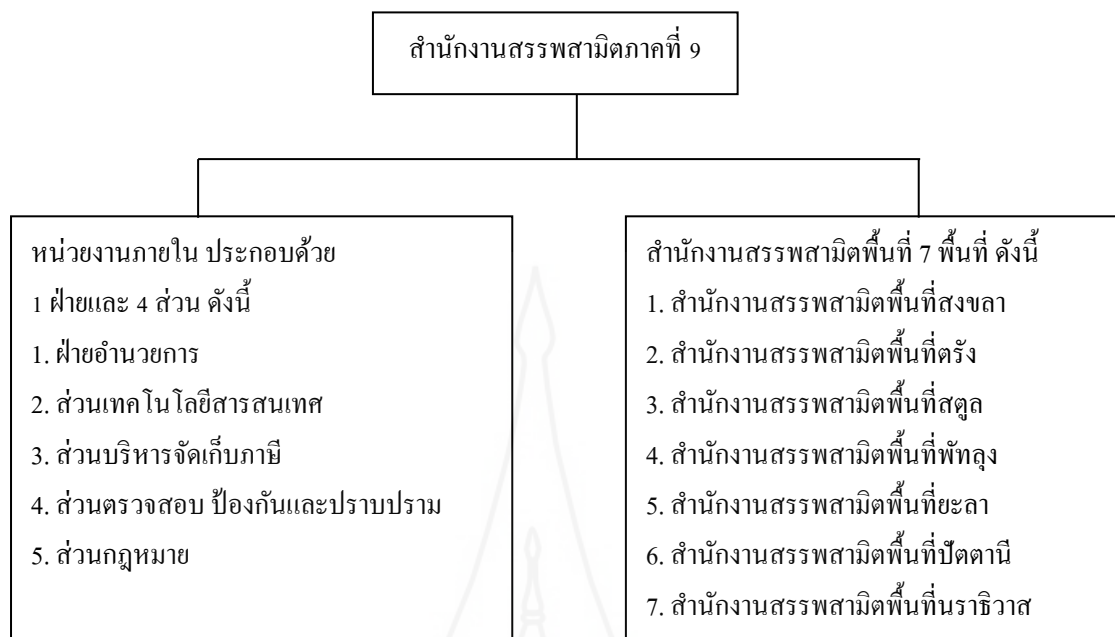 สำนักงานสรรพสามิตภาคที่ 9
หน่วยงานภายใน ประกอบด้วย
1 ฝ่ายและ 4 ส่วน ดังนี้
1. ฝ่ายอำนวยการ
2. ส่วนเทคโนโลยีสารสนเทศ
3. ส่วนบริหารจัดเก็บภาษี
4. ส่วนตรวจสอบ ป้องกันและปราบปราม
5. ส่วนกฎหมาย
สำนักงานสรรพสามิตพื้นที่ 7 พื้นที่ ดังนี้
1. สำนักงานสรรพสามิตพื้นที่สงขลา
2. สำนักงานสรรพสามิตพื้นที่ตรัง
3. สำนักงานสรรพสามิตพื้นที่สตูล
4. สำนักงานสรรพสามิตพื้นที่พัทลุง
5. สำนักงานสรรพสามิตพื้นที่ยะลา
6. สำนักงานสรรพสามิตพื้นที่ปัตตานี
7. สำนักงานสรรพสามิตพื้นที่นราธิวาส